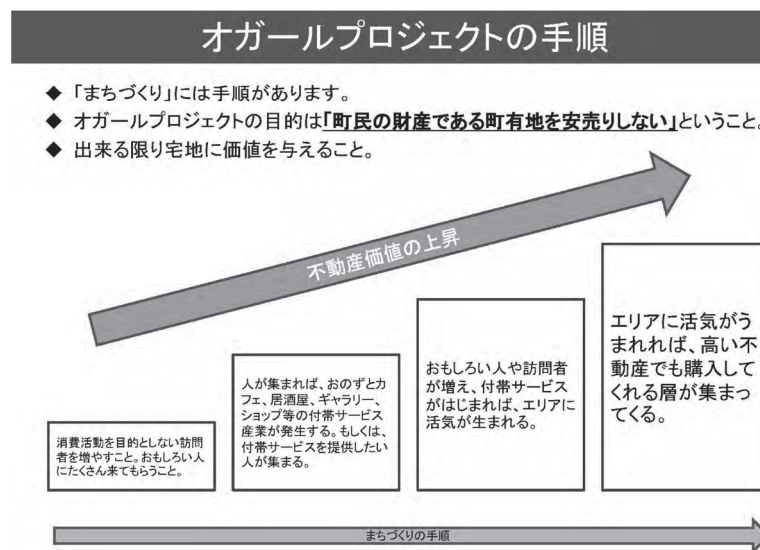 オガールプロジェクトの手順
◆ 「まちづくり」には手順があります。
◆ オガールプロジェクトの目的は「町民の財産である町有地を安売りしない」ということ。
◆ 出来る限り宅地に価値を与えること。
不動産価値の上昇
消費活動を目的としない訪問
者を増やすこと。おもしろい人
にたくさん来てもらうこと。
人が集まれば、おのずとカ
フェ、居酒屋、ギャラリー、
ショップ等の付帯サービス
産業が発生する。もしくは、
付帯サービスを提供したい
人が集まる。
おもしろい人や訪問者
が増え、付帯サービス
がはじまれば、エリアに
活気が生まれる。
エリアに活気がう
まれれば、高い不
動産でも購入して
くれる層が集まっ
てくる。
まちづくりの手順